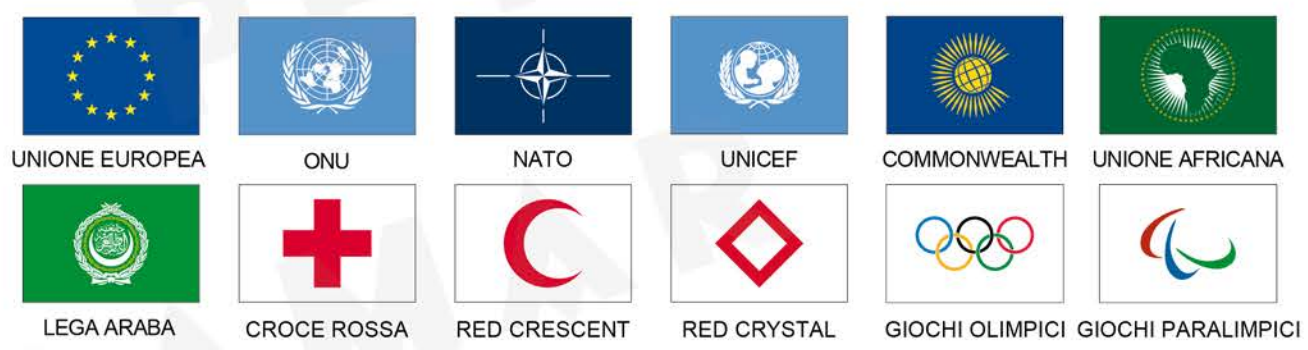 UNIONE EUROPEA
ONU
NATO
UNICEF
COMMONWEALTH
UNIONE AFRICANA
LEGA ARABA
CROCE ROSSA
RED CRESCENT
RED CRYSTAL
GIOCHI OLIMPICI
GIOCHI PARALIMPICI